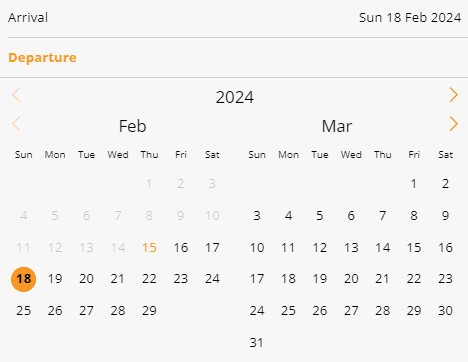 Arrival Sun 18 Feb 2024
Departure
2024
Feb Mar
Sun Mon Tue Wed Thu Fri Sat Sun Mon Tue Wed Thu Fri Sat
1 2 3 1 2
4 5 6 7 8 9 10 3 4 5 6 7 8 9
11 12 13 14 15 16 17 10 11 12 13 14 15 16
18 19 20 21 22 23 24 17 18 19 20 21 22 23
25 26 27 28 29 24 25 26 27 28 29 30
31